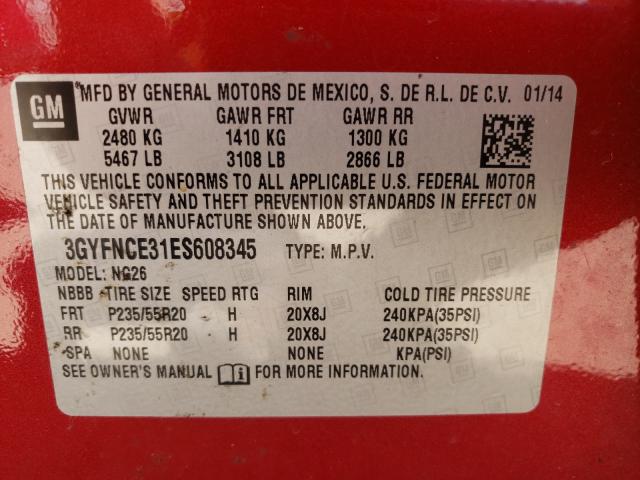 GM MFD BY GENERAL MOTORS DE MEXICO, S. DE R.L. DE C.V. 01/14
GVWR GAWR FRT GAWR RR
2480 KG 1410 KG 1300 KG
5467 LB 3108 LB 2866 LB
THIS VEHICLE CONFORMS TO ALL APPLICABLE U.S. FEDERAL MOTOR
VEHICLE SAFETY AND THEFT PREVENTION STANDARDS IN EFFECT ON
THE DATE OF MANUFACTURE SHOWN ABOVE.
3GYFNCE31ES608345 TYPE: M.P.V.
MODEL: NG26
NBBB TIRE SIZE SPEED RTG RIM COLD TIRE PRESSURE
FRT P235/55R20 H 20X8J 240KPA(35PSI)
RR P235/55R20 H 20X8J 240KPA(35PSI)
SPA NONE NONE KPA(PSI)
SEE OWNER'S MANUAL FOR MORE INFORMATION.